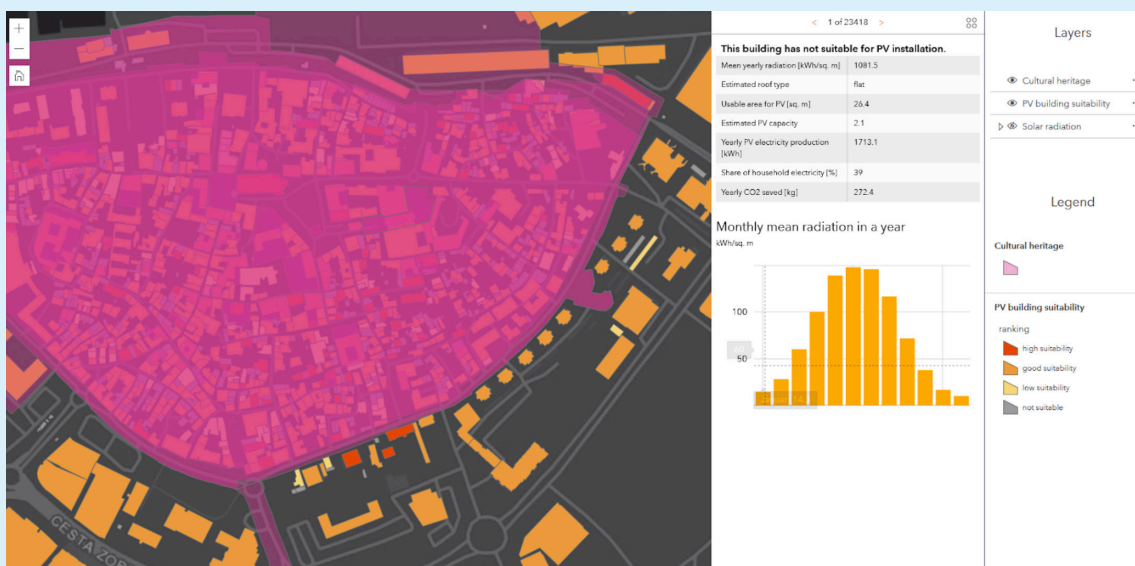 +
−
CESTA ZOR
< 1 of 23418 >
This building has not suitable for PV installation.
Mean yearly radiation [kWh/sq. m] 1081.5
Estimated roof type flat
Usable area for PV [sq. m] 26.4
Estimated PV capacity 2.1
Yearly PV electricity production
[kWh] 1713.1
Share of household electricity [%] 39
Yearly CO2 saved [kg] 272.4
Monthly mean radiation in a year
kWh/sq. m
100
50
Layers
Cultural heritage
PV building suitability
Solar radiation
Legend
Cultural heritage
PV building suitability
ranking
high suitability
good suitability
low suitability
not suitable